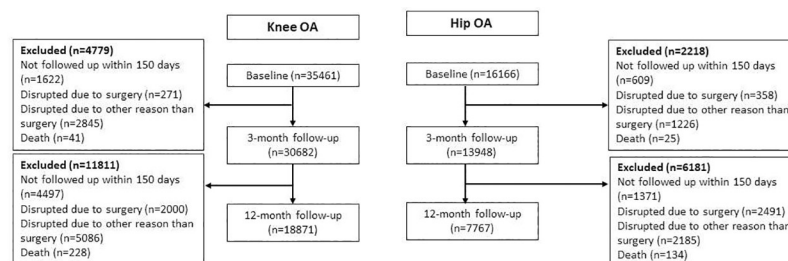 Knee OA
Hip OA
Excluded (n=4779)
Not followed up within 150 days
(n=1622)
Disrupted due to surgery (n=271)
Disrupted due to other reason than
surgery (n=2845)
Death (n=41)
Baseline (n=35461)
3-month follow-up
(n=30682)
Excluded (n=11811)
Not followed up within 150 days
(n=4497)
Disrupted due to surgery (n=2000)
Disrupted due to other reason than
surgery (n=5086)
Death (n=228)
12-month follow-up
(n=18871)
Baseline (n=16166)
Excluded (n=2218)
Not followed up within 150 days
(n=609)
Disrupted due to surgery (n=358)
Disrupted due to other reason than
surgery (n=1226)
Death (n=25)
3-month follow-up
(n=13948)
Excluded (n=6181)
Not followed up within 150 days
(n=1371)
Disrupted due to surgery (n=2491)
Disrupted due to other reason than
surgery (n=2185)
Death (n=134)
12-month follow-up
(n=7767)